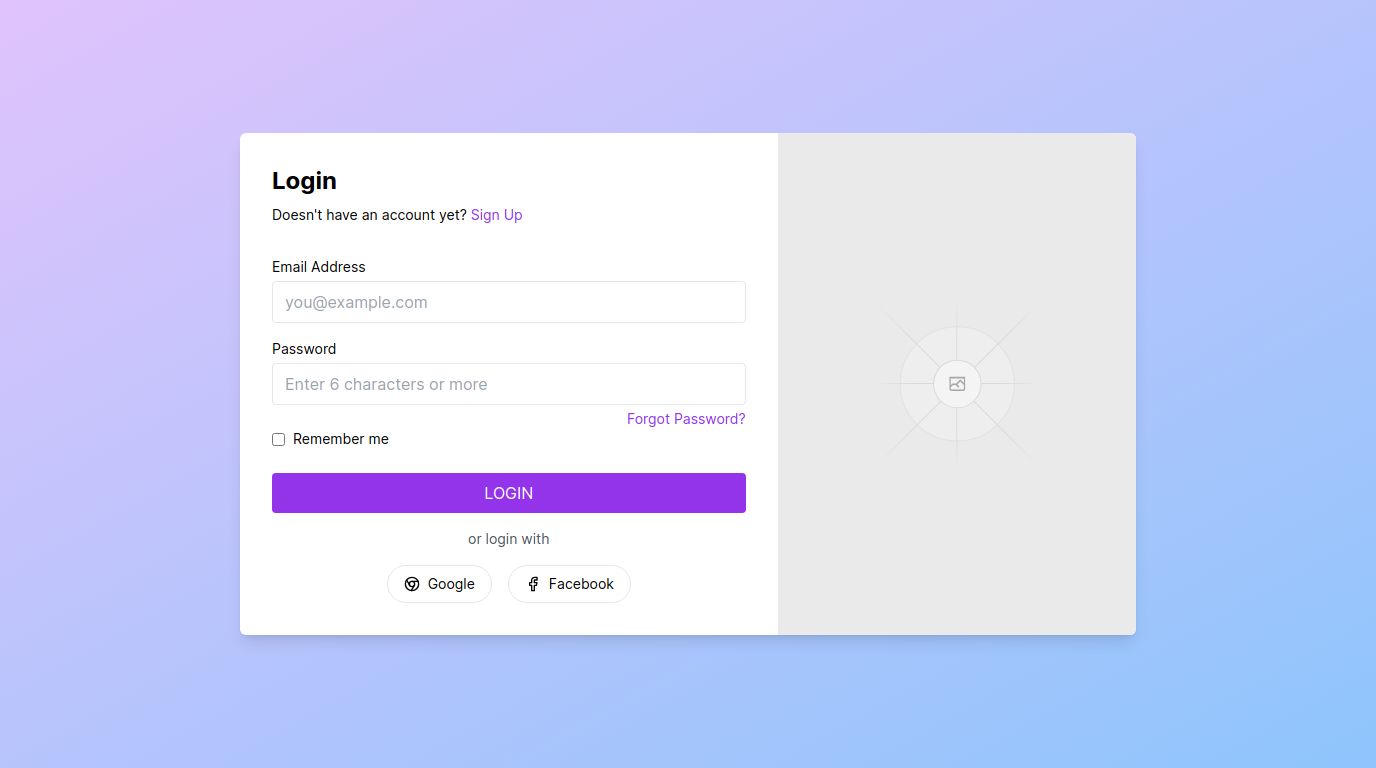 Login
Doesn't have an account yet? Sign Up
Email Address
you@example.com
Password
Enter 6 characters or more
Forgot Password?
Remember me
LOGIN
or login with
Google
Facebook